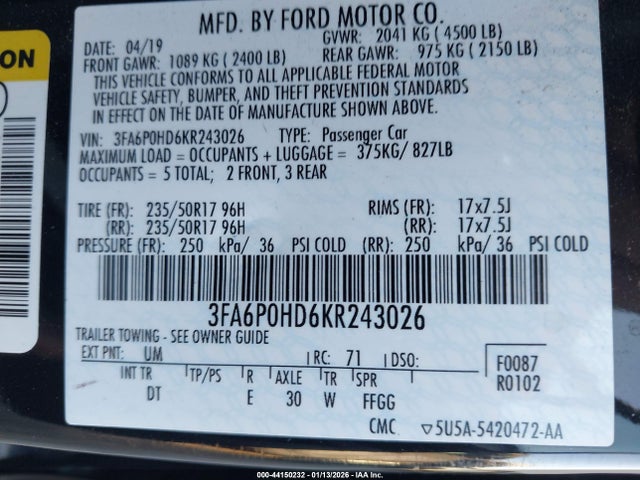 MFD. BY FORD MOTOR CO.
DATE: 04/19 GVWR: 2041 KG ( 4500 LB)
FRONT GAWR: 1089 KG ( 2400 LB) REAR GAWR: 975 KG ( 2150 LB)
THIS VEHICLE CONFORMS TO ALL APPLICABLE FEDERAL MOTOR
VEHICLE SAFETY, BUMPER, AND THEFT PREVENTION STANDARDS
IN EFFECT ON THE DATE OF MANUFACTURE SHOWN ABOVE.
VIN: 3FA6P0HD6KR243026 TYPE: Passenger Car
MAXIMUM LOAD = OCCUPANTS + LUGGAGE = 375KG/ 827LB
OCCUPANTS = 5 TOTAL; 2 FRONT, 3 REAR
TIRE (FR): 235/50R17 96H RIMS (FR): 17x7.5J
(RR): 235/50R17 96H (RR): 17x7.5J
PRESSURE (FR): 250 kPa/ 36 PSI COLD (RR): 250 kPa/ 36 PSI COLD
3FA6P0HD6KR243026
TRAILER TOWING - SEE OWNER GUIDE
EXT PNT: UM RC: 71 DSO: F0087
R0102
INT TR TP/PS R AXLE TR SPR
DT E 30 W FFGG
CMC ▽5U5A-5420472-AA
ON
000-44150232 - 01/13/2026 - IAA Inc.